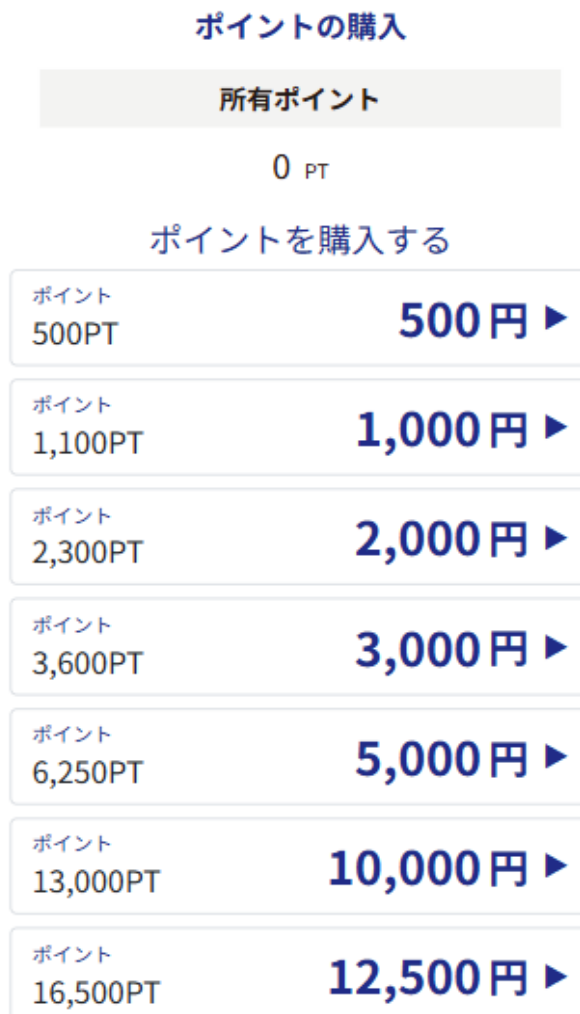 ポイントの購入
所有ポイント
0 PT
ポイントを購入する
ポイント
500PT
500円 ▶
ポイント
1,100PT
1,000円 ▶
ポイント
2,300PT
2,000円 ▶
ポイント
3,600PT
3,000円 ▶
ポイント
6,250PT
5,000円 ▶
ポイント
13,000PT
10,000円 ▶
ポイント
16,500PT
12,500円 ▶